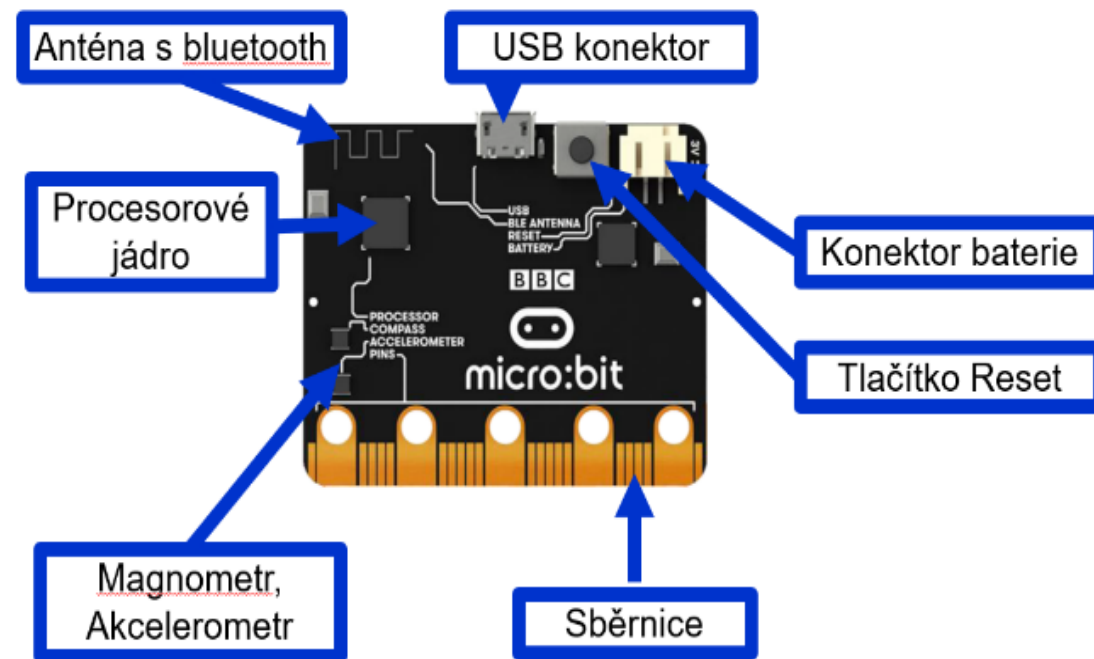 Anténa s bluetooth
USB konektor
Procesorové
jádro
Konektor baterie
Tlačítko Reset
3V
USB
BLE ANTENNA
RESET
BATTERY
BBC
PROCESSOR
COMPASS
ACCELEROMETER
PINS
micro:bit
Magnometr,
Akcelerometr
Sběrnice